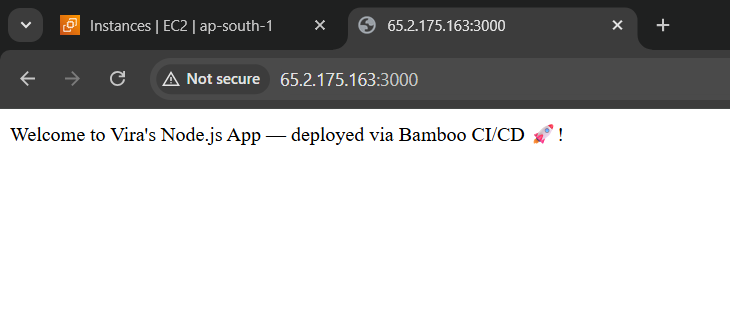 Instances | EC2 | ap-south-1
65.2.175.163:3000
Not secure
65.2.175.163:3000
Welcome to Vira's Node.js App — deployed via Bamboo CI/CD 🚀 !